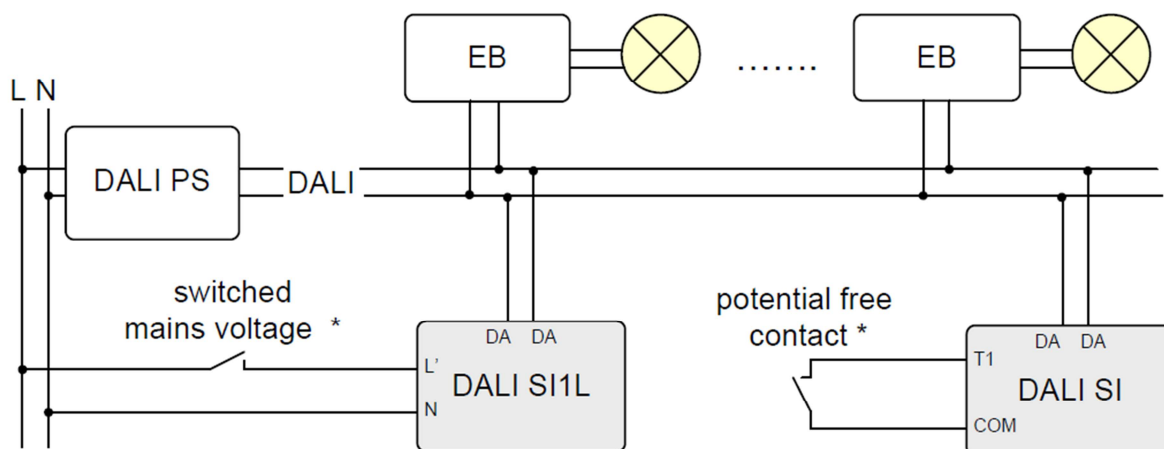 EB
EB
.......
L N
DALI PS
DALI
switched
mains voltage *
potential free
contact *
DA DA
L'
DALI SI1L
N
DA DA
T1
DALI SI
COM